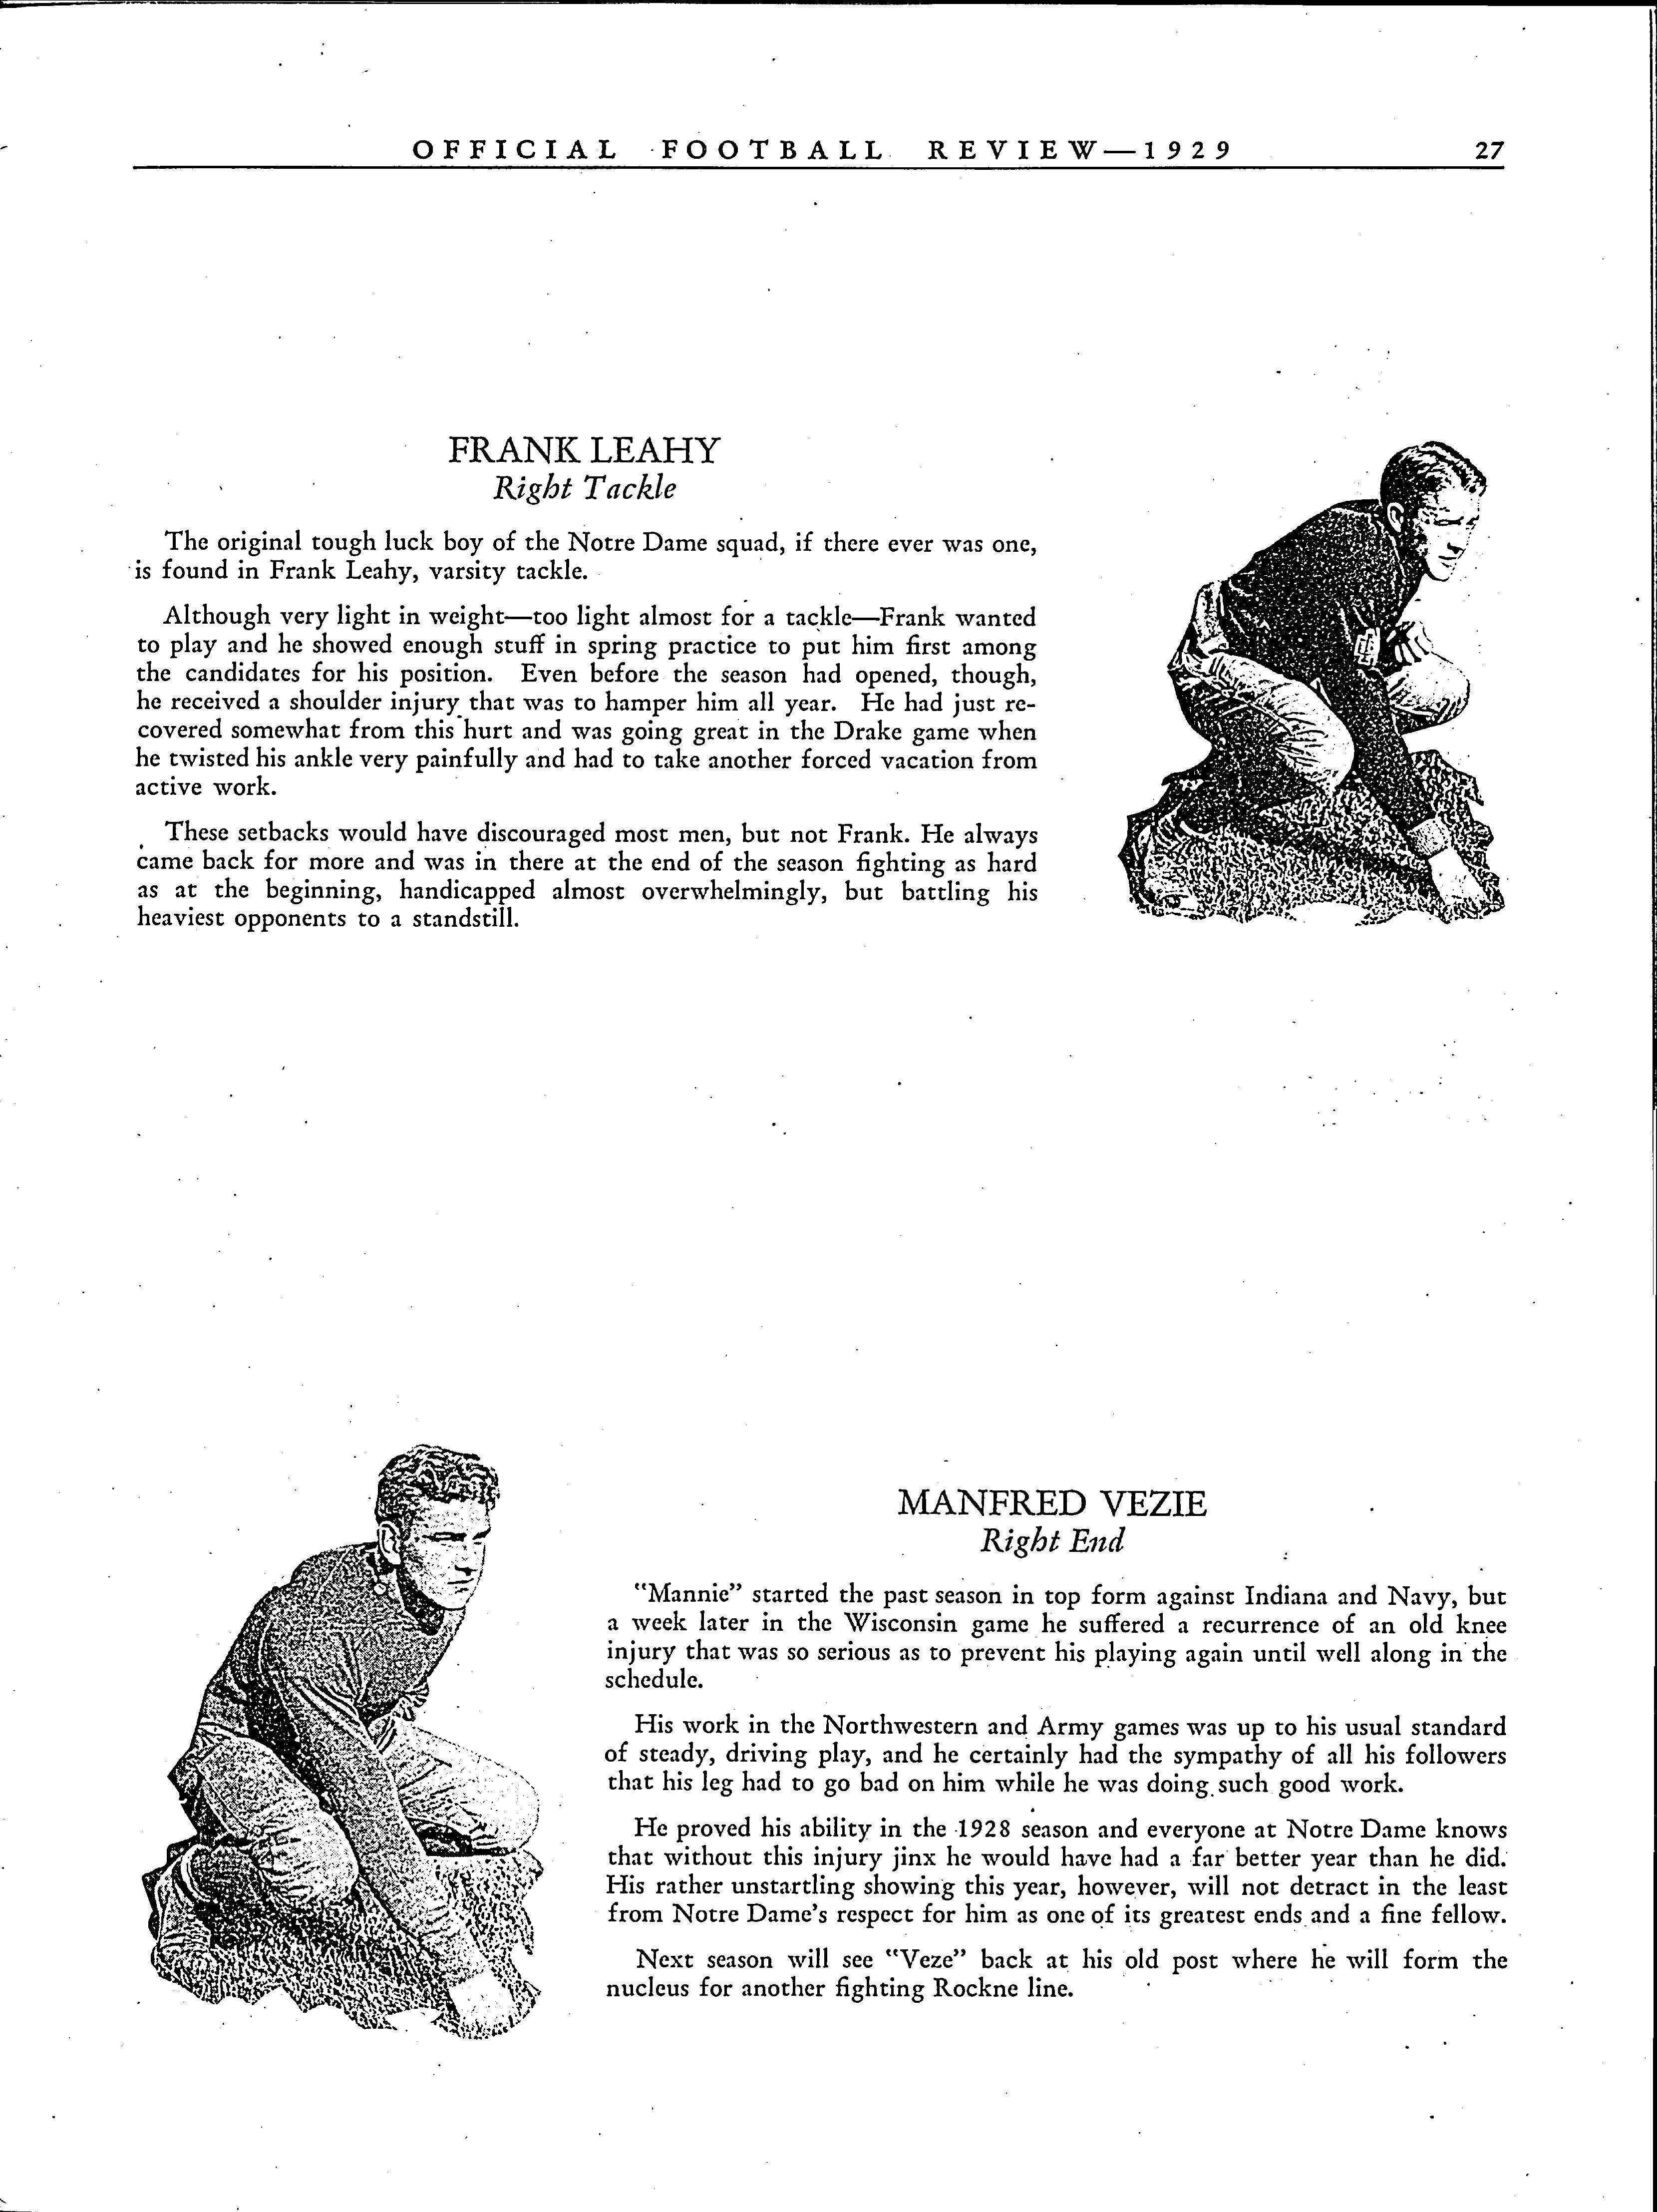 OFFICIAL FOOTBALL REVIEW—1929 27
FRANK LEAHY
Right Tackle
The original tough luck boy of the Notre Dame squad, if there ever was one,
is found in Frank Leahy, varsity tackle.
Although very light in weight—too light almost for a tackle—Frank wanted
to play and he showed enough stuff in spring practice to put him first among
the candidates for his position. Even before the season had opened, though,
he received a shoulder injury that was to hamper him all year. He had just re-
covered somewhat from this hurt and was going great in the Drake game when
he twisted his ankle very painfully and had to take another forced vacation from
active work.
These setbacks would have discouraged most men, but not Frank. He always
came back for more and was in there at the end of the season fighting as hard
as at the beginning, handicapped almost overwhelmingly, but battling his
heaviest opponents to a standstill.
MANFRED VEZIE
Right End
"Mannie" started the past season in top form against Indiana and Navy, but
a week later in the Wisconsin game he suffered a recurrence of an old knee
injury that was so serious as to prevent his playing again until well along in the
schedule.
His work in the Northwestern and Army games was up to his usual standard
of steady, driving play, and he certainly had the sympathy of all his followers
that his leg had to go bad on him while he was doing such good work.
He proved his ability in the 1928 season and everyone at Notre Dame knows
that without this injury jinx he would have had a far better year than he did.
His rather unstartling showing this year, however, will not detract in the least
from Notre Dame's respect for him as one of its greatest ends and a fine fellow.
Next season will see "Veze" back at his old post where he will form the
nucleus for another fighting Rockne line.